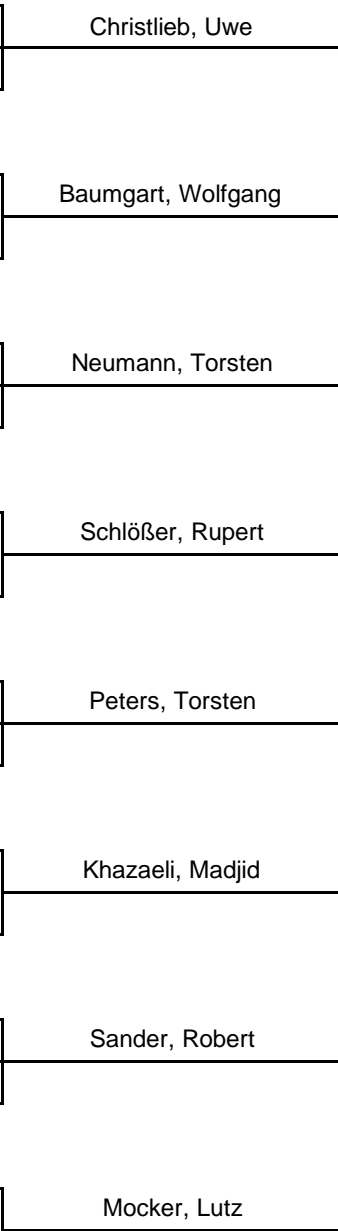 Christlieb, Uwe
Baumgart, Wolfgang
Neumann, Torsten
Schlößer, Rupert
Peters, Torsten
Khazaeli, Madjid
Sander, Robert
Mocker, Lutz